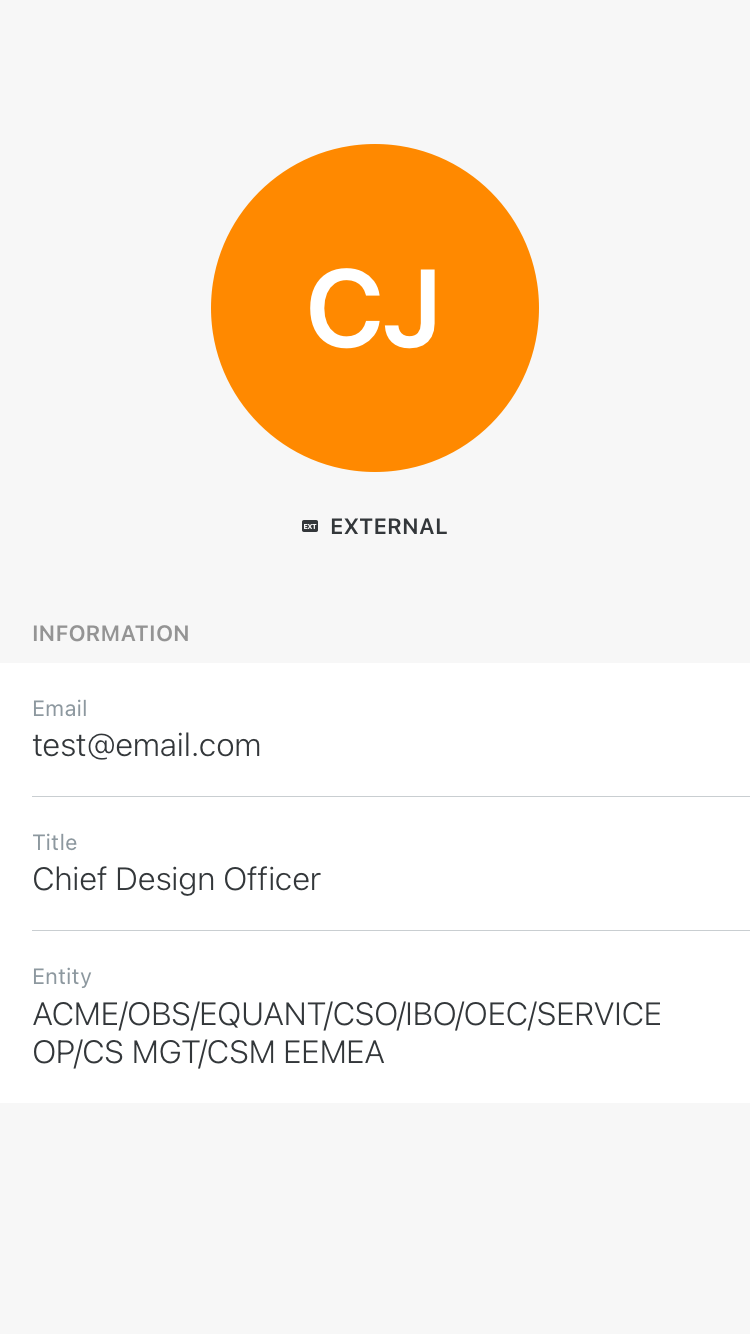 CJ
EXT EXTERNAL
INFORMATION
Email
test@email.com
Title
Chief Design Officer
Entity
ACME/OBS/EQUANT/CSO/IBO/OEC/SERVICE
OP/CS MGT/CSM EEMEA